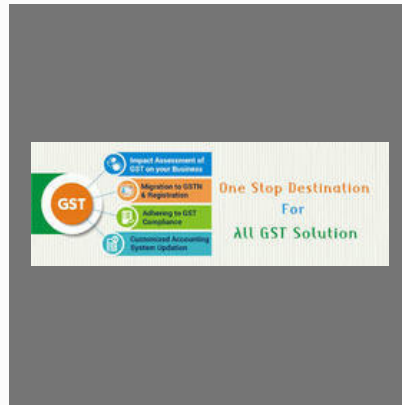 GST
Impact Assessment of
GST on your Business
Migration to GSTN
& Registration
Adhering to GST
Compliance
Customized Accounting
System Updation
One Stop Destination
For
All GST Solution